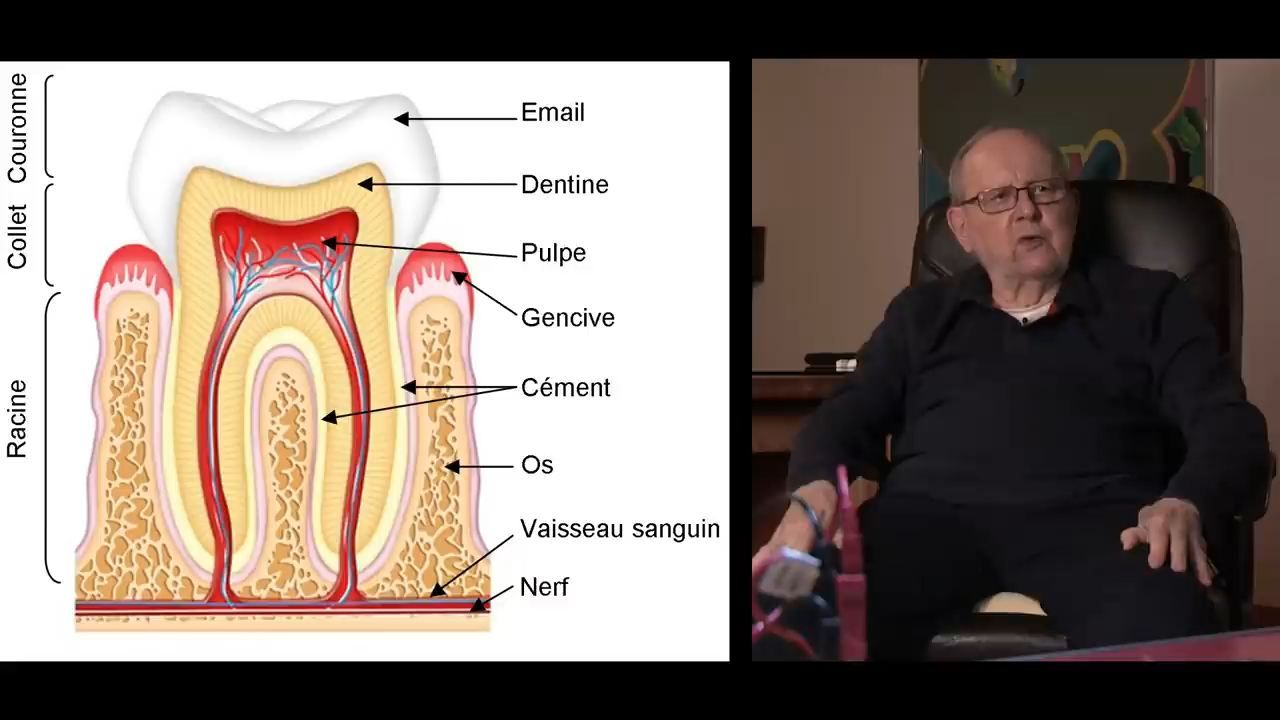 Couronne
Collet
Racine
Email
Dentine
Pulpe
Gencive
Cément
Os
Vaisseau sanguin
Nerf